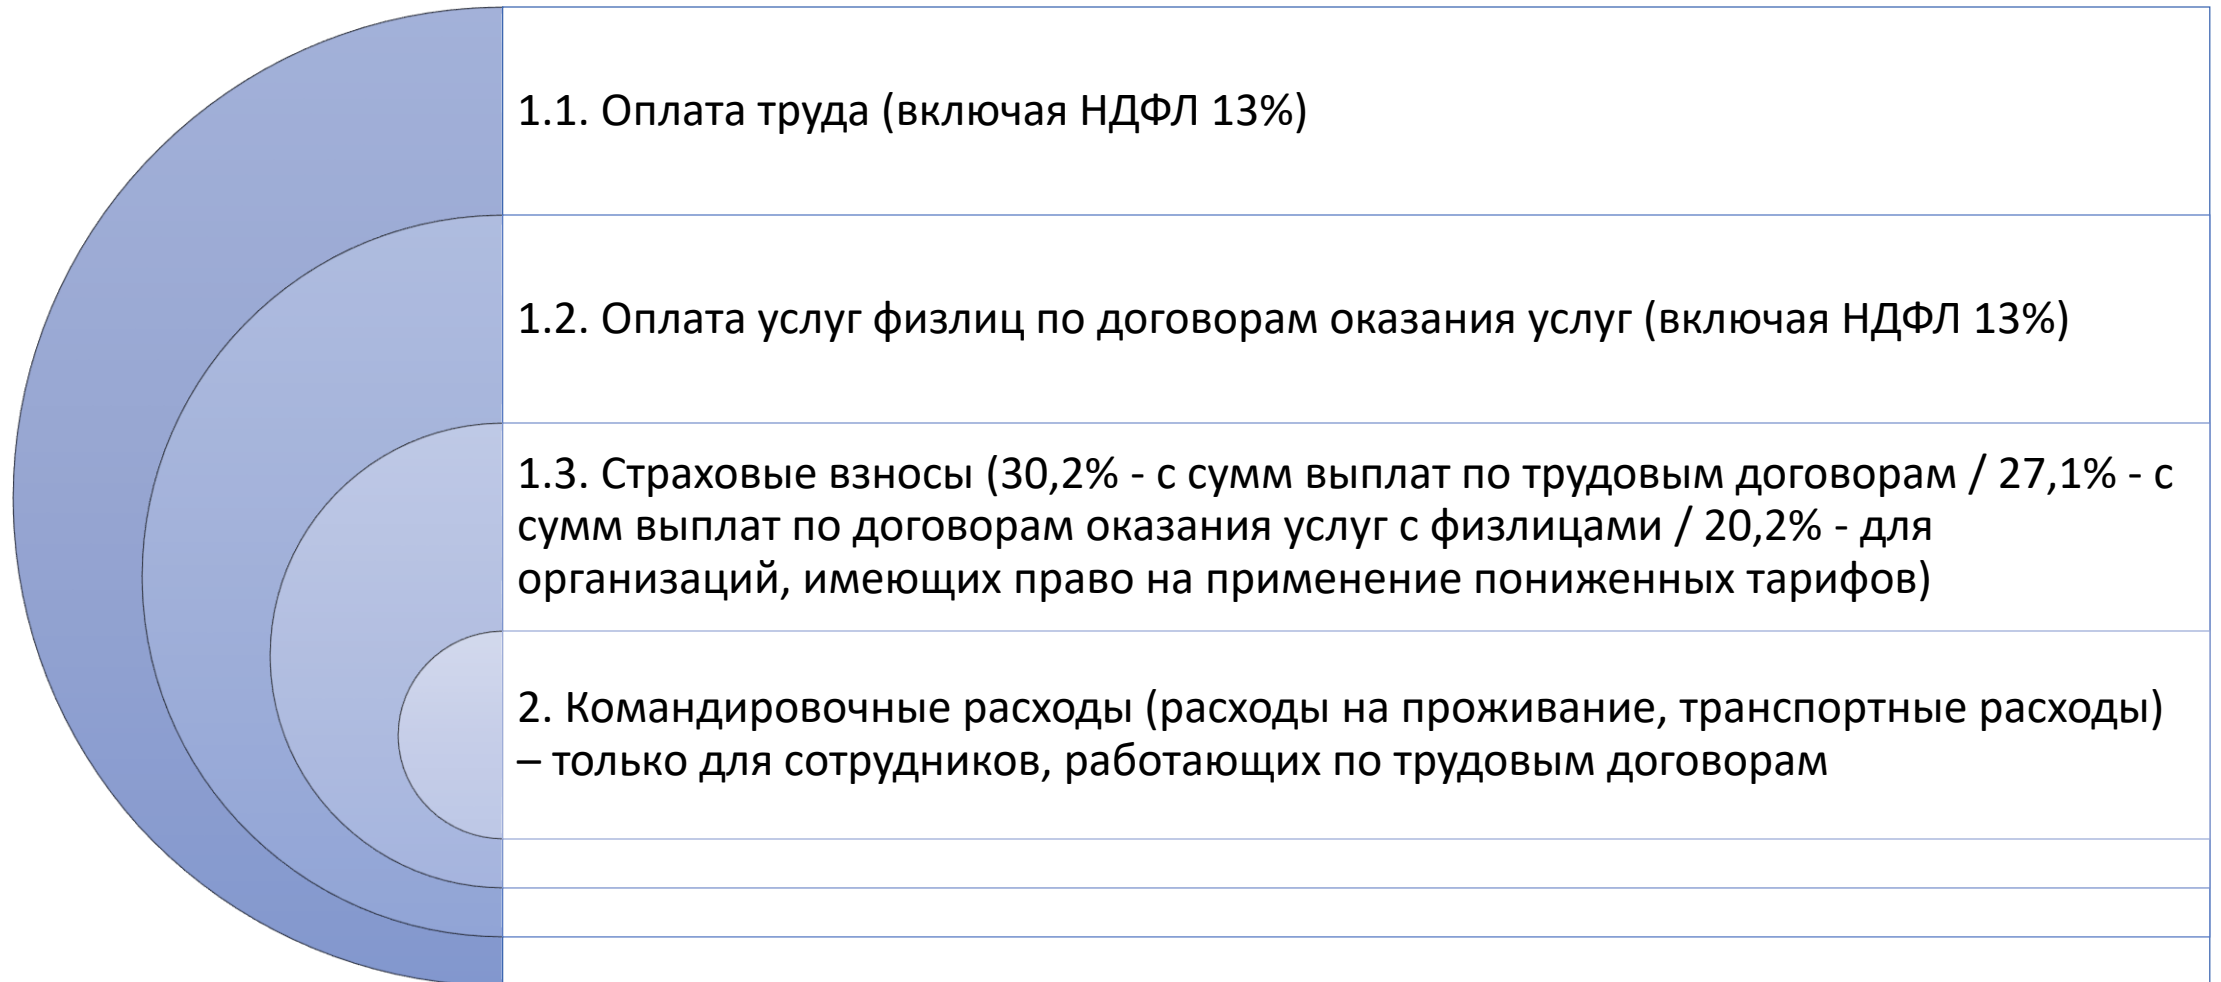 1.1. Оплата труда (включая НДФЛ 13%)
1.2. Оплата услуг физлиц по договорам оказания услуг (включая НДФЛ 13%)
1.3. Страховые взносы (30,2% - с сумм выплат по трудовым договорам / 27,1% - с
сумм выплат по договорам оказания услуг с физлицами / 20,2% - для
организаций, имеющих право на применение пониженных тарифов)
2. Командировочные расходы (расходы на проживание, транспортные расходы)
– только для сотрудников, работающих по трудовым договорам